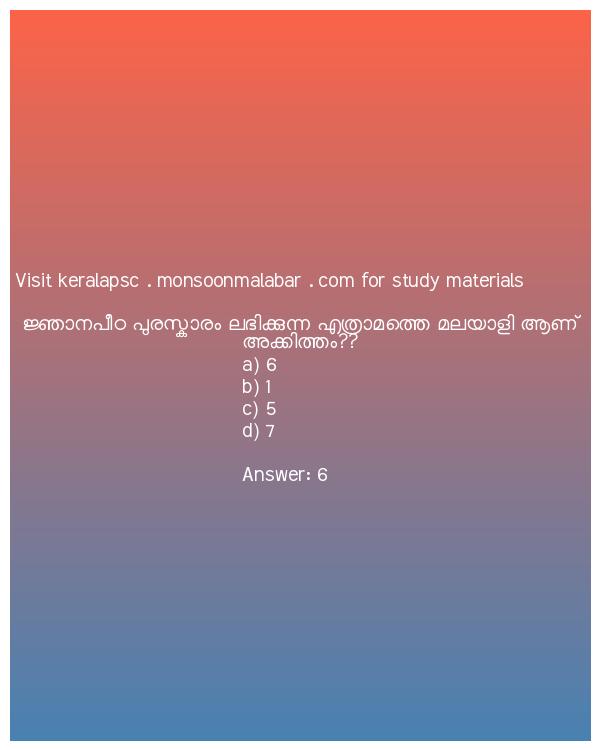 Visit keralapsc . monsoonmalabar . com for study materials
ജ്ഞാനപീഠ പുരസ്കാരം ലഭിക്കുന്ന എത്രാമത്തെ മലയാളി ആണ്
അക്കിത്തം??
a) 6
b) 1
c) 5
d) 7
Answer: 6